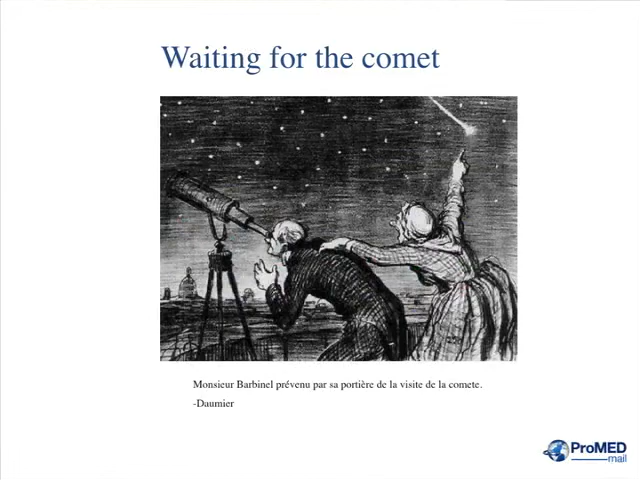 Waiting for the comet
Monsieur Barbinel prévenu par sa portière de la visite de la comete.
-Daumier
ProMED
mail